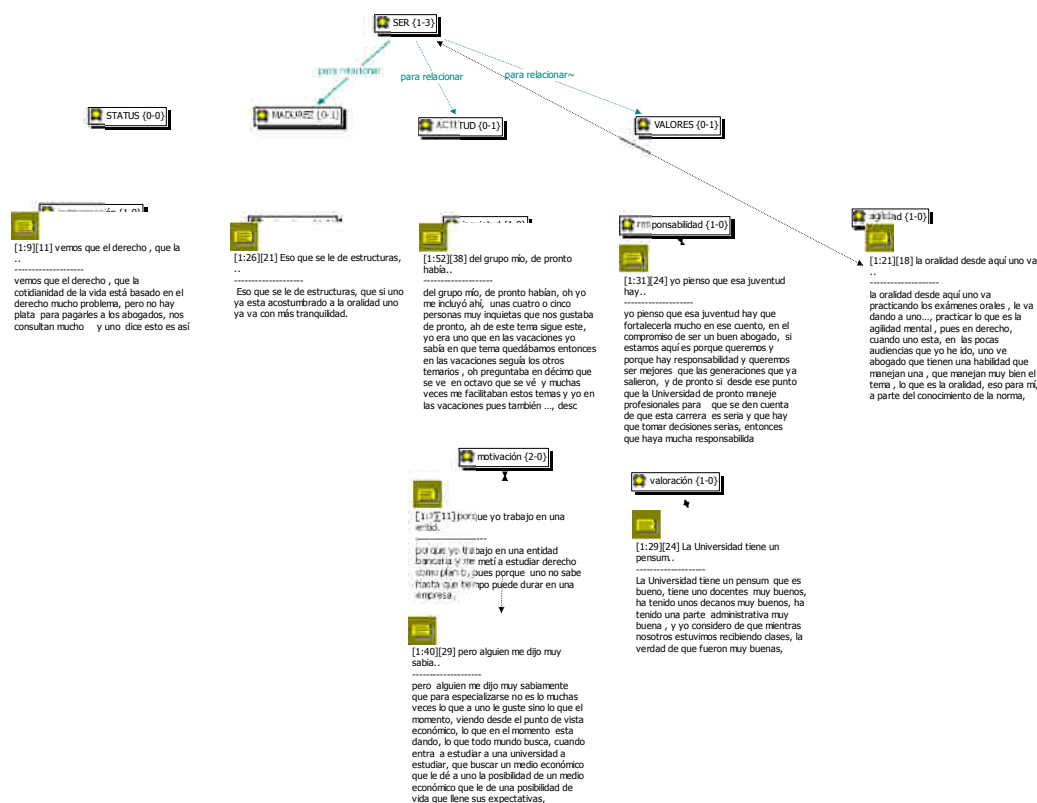 SER {1-3}
para relacionar
para relacionar
para relacionar~
STATUS {0-0}
MADUREZ {0-1}
ACTITUD {0-1}
VALORES {0-1}
{1-0}
[1:9][11] vemos que el derecho , que la
..
--------------------
vemos que el derecho , que la
cotidianidad de la vida está basado en el
derecho mucho problema, pero no hay
plata para pagarles a los abogados, nos
consultan mucho y uno dice esto es así
[1:26][21] Eso que se le de estructuras,
..
--------------------
Eso que se le de estructuras, que si uno
ya esta acostumbrado a la oralidad uno
ya va con más tranquilidad.
{1-0}
[1:52][38] del grupo mío, de pronto
había..
--------------------
del grupo mío, de pronto habían, oh yo
me incluyó ahí, unas cuatro o cinco
personas muy inquietas que nos gustaba
de pronto, ah de este tema sigue este,
yo era uno que en las vacaciones yo
sabía en que tema quedábamos entonces
en las vacaciones seguía los otros
temarios , oh preguntaba en décimo que
se ve en octavo que se vé y muchas
veces me facilitaban estos temas y yo en
las vacaciones pues también ..., desc
responsabilidad {1-0}
[1:31][24] yo pienso que esa juventud
hay..
--------------------
yo pienso que esa juventud hay que
fortalecerla mucho en ese cuento, en el
compromiso de ser un buen abogado, si
estamos aquí es porque queremos y
porque hay responsabilidad y queremos
ser mejores que las generaciones que ya
salieron, y de pronto si desde ese punto
que la Universidad de pronto maneje
profesionales para que se den cuenta
de que esta carrera es seria y que hay
que tomar decisiones serias, entonces
que haya mucha responsabilida
agilidad {1-0}
[1:21][18] la oralidad desde aquí uno va
..
--------------------
la oralidad desde aquí uno va
practicando los exámenes orales , le va
dando a uno..., practicar lo que es la
agilidad mental , pues en derecho,
cuando uno esta, en las pocas
audiencias que yo he ido, uno ve
abogado que tienen una habilidad que
manejan una , que manejan muy bien el
tema , lo que es la oralidad, eso para mí,
a parte del conocimiento de la norma,
motivación {2-0}
[1:7][11] porque yo trabajo en una
entid.
--------------------
porque yo trabajo en una entidad
bancaria y me metí a estudiar derecho
como plan b, pues porque uno no sabe
hasta que tiempo puede durar en una
empresa,
[1:40][29] pero alguien me dijo muy
sabia..
--------------------
pero alguien me dijo muy sabiamente
que para especializarse no es lo muchas
veces lo que a uno le guste sino lo que el
momento, viendo desde el punto de vista
económico, lo que en el momento esta
dando, lo que todo mundo busca, cuando
entra a estudiar a una universidad a
estudiar, que buscar un medio económico
que le dé a uno la posibilidad de un medio
económico que le de una posibilidad de
vida que llene sus expectativas,
valoración {1-0}
[1:29][24] La Universidad tiene un
pensum..
--------------------
La Universidad tiene un pensum que es
bueno, tiene uno docentes muy buenos,
ha tenido unos decanos muy buenos, ha
tenido una parte administrativa muy
buena , y yo considero de que mientras
nosotros estuvimos recibiendo clases, la
verdad de que fueron muy buenas,